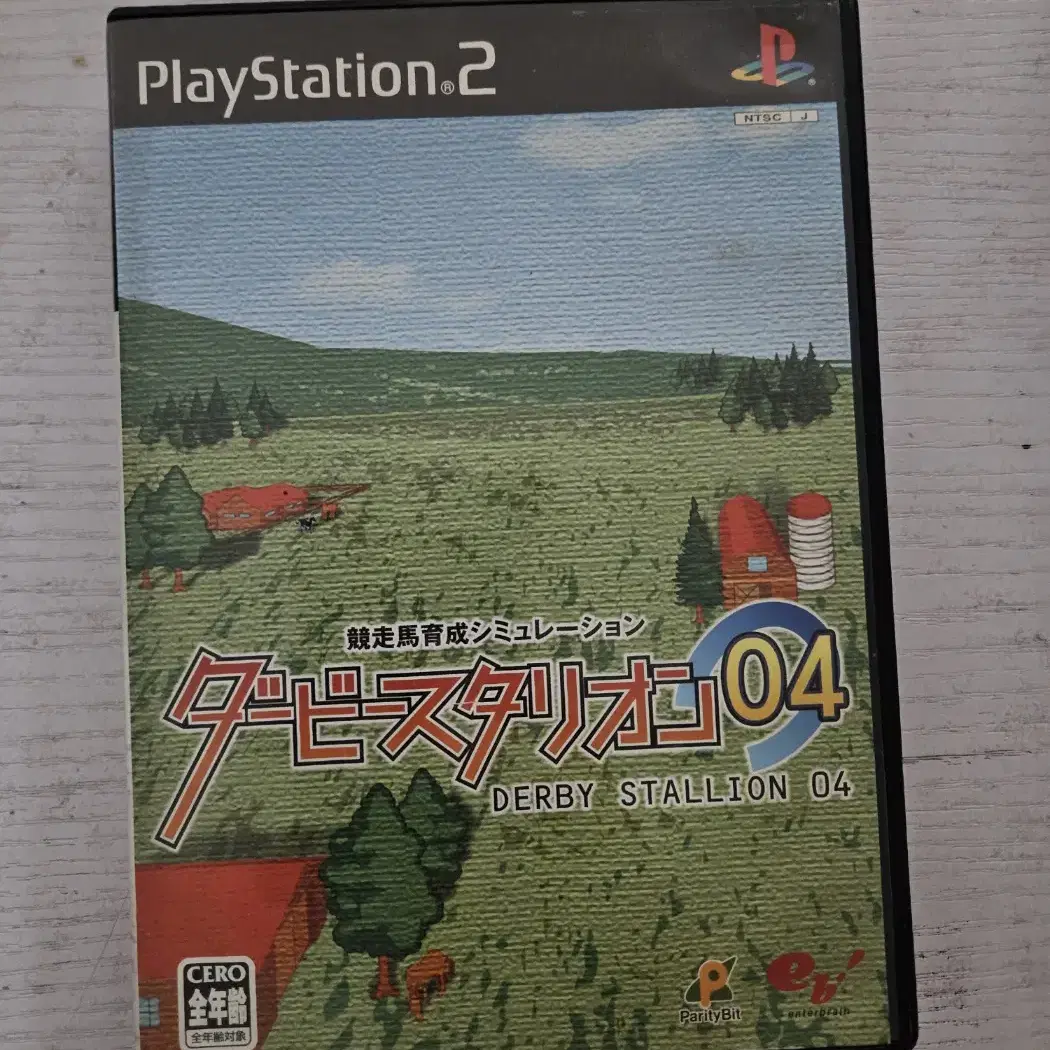 PlayStation®2
NTSC J
競走馬育成シミュレーション
ダービースタリオン04
DERBY STALLION 04
CERO
全年齢
全年齢対象
ParityBit
eb!
enterbrain